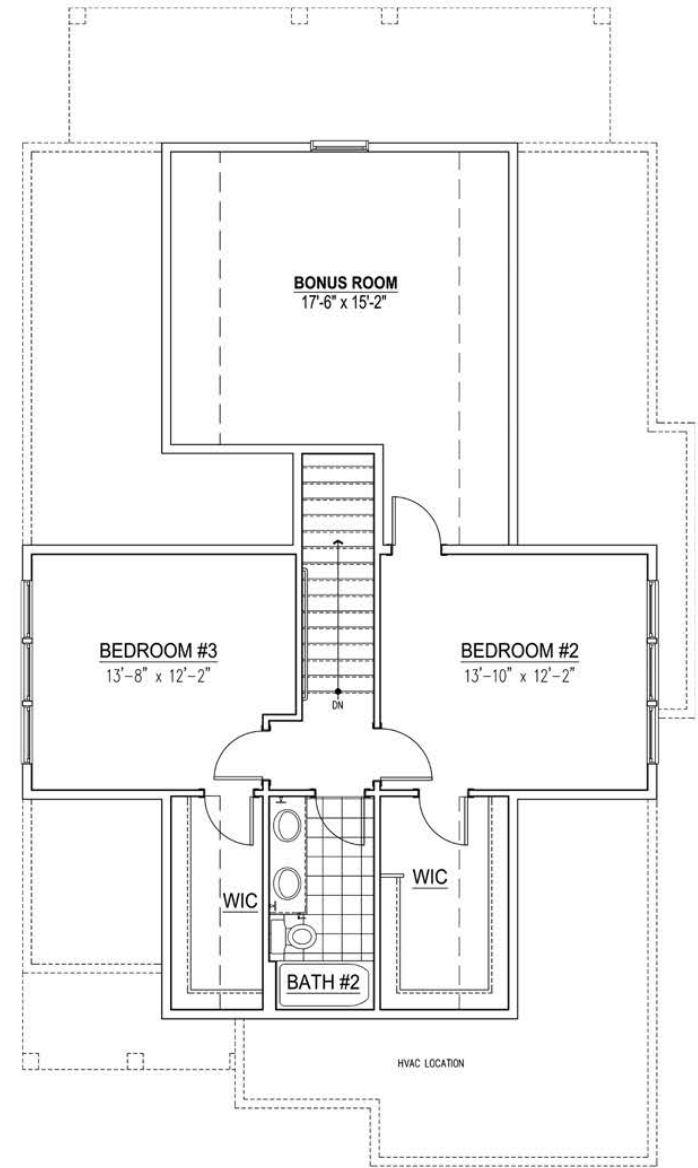 BONUS ROOM
17'-6" x 15'-2"
BEDROOM #3
13'-8" x 12'-2"
BEDROOM #2
13'-10" x 12'-2"
DN
WIC
WIC
BATH #2
HVAC LOCATION